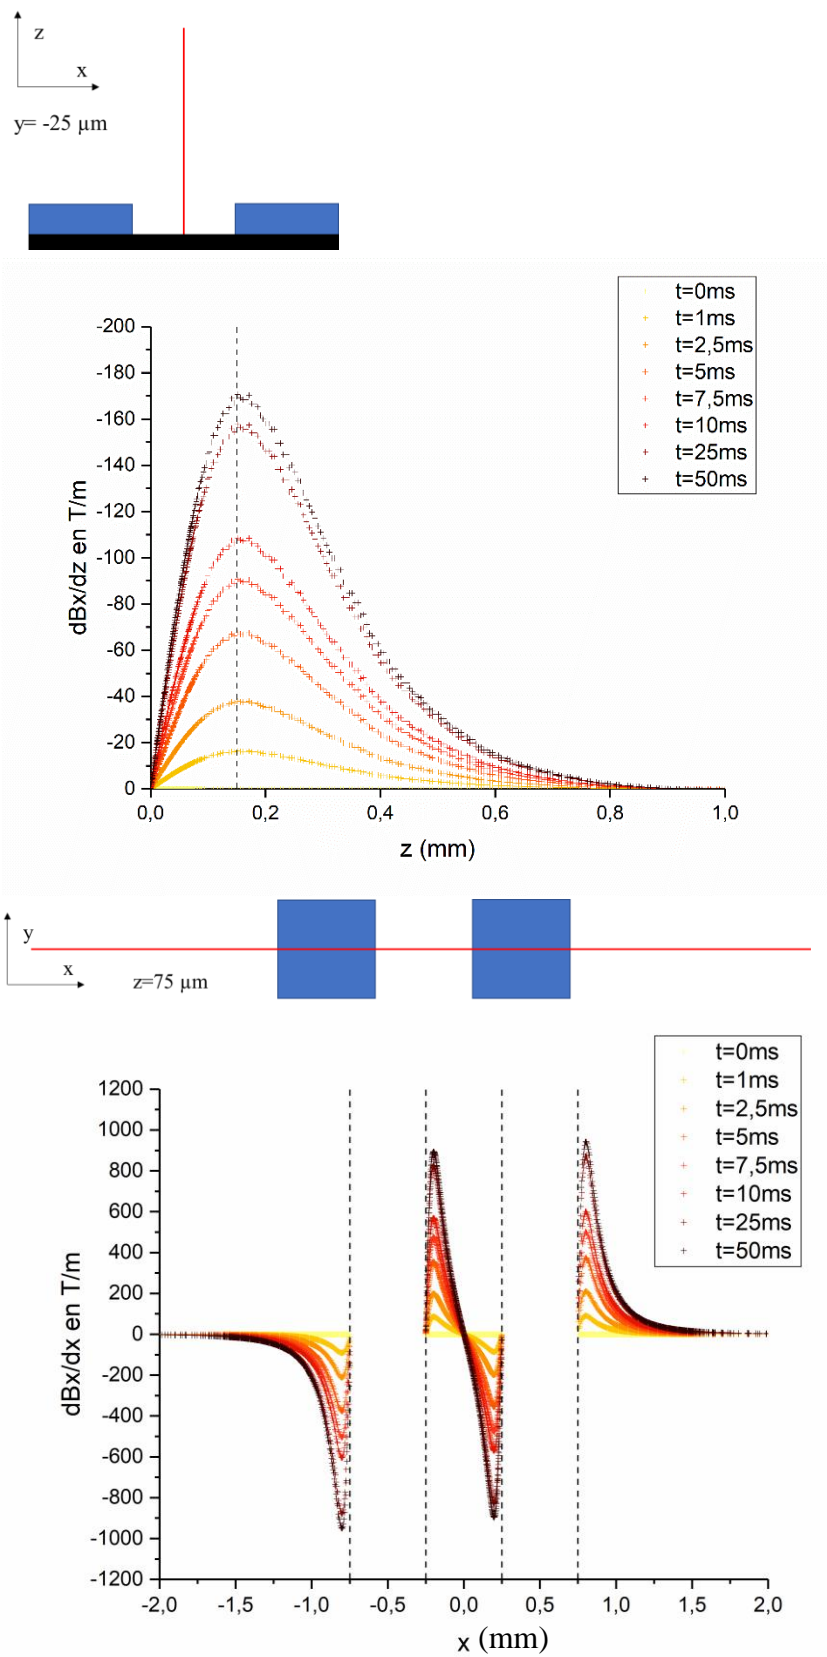 z
x
y= -25 µm
t=0ms
t=1ms
t=2,5ms
t=5ms
t=7,5ms
t=10ms
t=25ms
t=50ms
-200
-180
-160
-140
-120
-100
-80
-60
-40
-20
0
dBx/dz en T/m
0,0
0,2
0,4
0,6
0,8
1,0
z (mm)
y
x
z=75 µm
t=0ms
t=1ms
t=2,5ms
t=5ms
t=7,5ms
t=10ms
t=25ms
t=50ms
1200
1000
800
600
400
200
0
-200
-400
-600
-800
-1000
-1200
dBx/dx en T/m
-2,0
-1,5
-1,0
-0,5
0,0
0,5
1,0
1,5
2,0
x (mm)